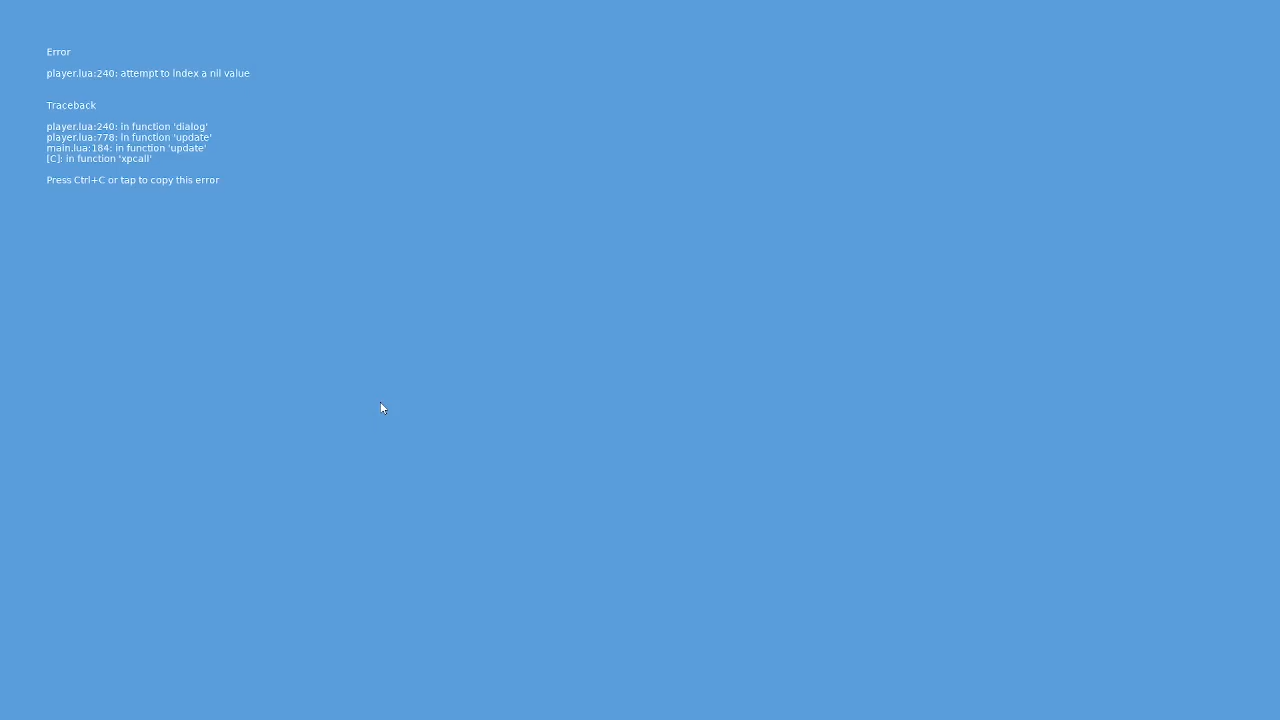 Error
player.lua:240: attempt to index a nil value
Traceback
player.lua:240: in function 'dialog'
player.lua:778: in function 'update'
main.lua:184: in function 'update'
[C]: in function 'xpcall'
Press Ctrl+C or tap to copy this error